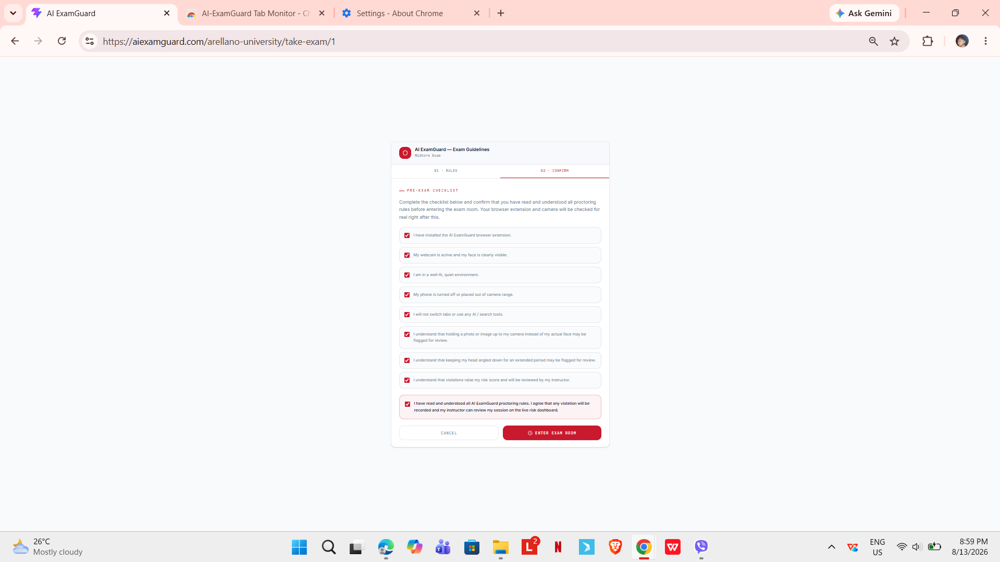 AI ExamGuard
AI-ExamGuard Tab Monitor - Ch
Settings - About Chrome
Ask Gemini
https://aiexamguard.com/arellano-university/take-exam/1
AI ExamGuard — Exam Guidelines
Midterm Exam
01 · RULES
02 · CONFIRM
PRE-EXAM CHECKLIST
Complete the checklist below and confirm that you have read and understood all proctoring
rules before entering the exam room. Your browser extension and camera will be checked for
real right after this.
I have installed the AI ExamGuard browser extension.
My webcam is active and my face is clearly visible.
I am in a well-lit, quiet environment.
My phone is turned off or placed out of camera range.
I will not switch tabs or use any AI / search tools.
I understand that holding a photo or image up to my camera instead of my actual face may be
flagged for review.
I understand that keeping my head angled down for an extended period may be flagged for review.
I understand that violations raise my risk score and will be reviewed by my instructor.
I have read and understood all AI ExamGuard proctoring rules. I agree that any violation will be
recorded and my instructor can review my session on the live risk dashboard.
CANCEL
ENTER EXAM ROOM
26°C
Mostly cloudy
L
2
N
W
ENG
US
8:59 PM
8/13/2026